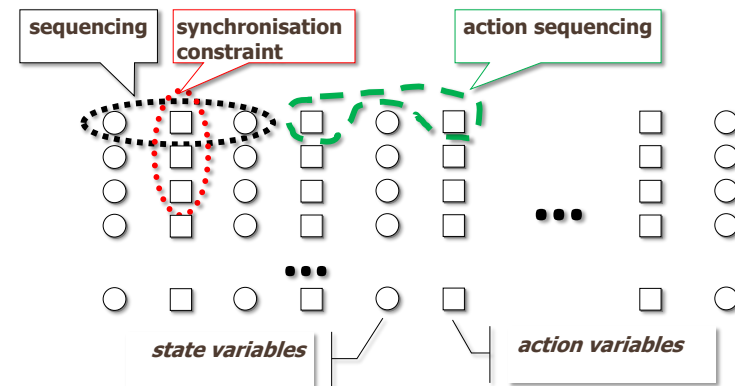 sequencing
synchronisation
constraint
action sequencing
state variables
action variables